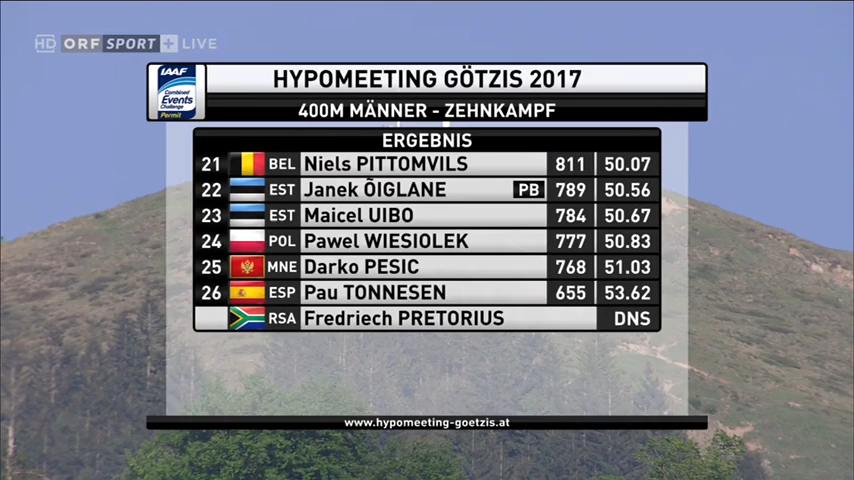 HD ORF SPORT + LIVE
IAAF
Combined
Events
Challenge
Permit
HYPOMEETING GÖTZIS 2017
400M MÄNNER - ZEHNKAMPF
ERGEBNIS
21 BEL Niels PITTOMVILS 811 50.07
22 EST Janek ÕIGLANE PB 789 50.56
23 EST Maicel UIBO 784 50.67
24 POL Pawel WIESIOLEK 777 50.83
25 MNE Darko PESIC 768 51.03
26 ESP Pau TONNESEN 655 53.62
RSA Fredriech PRETORIUS DNS
www.hypomeeting-goetzis.at